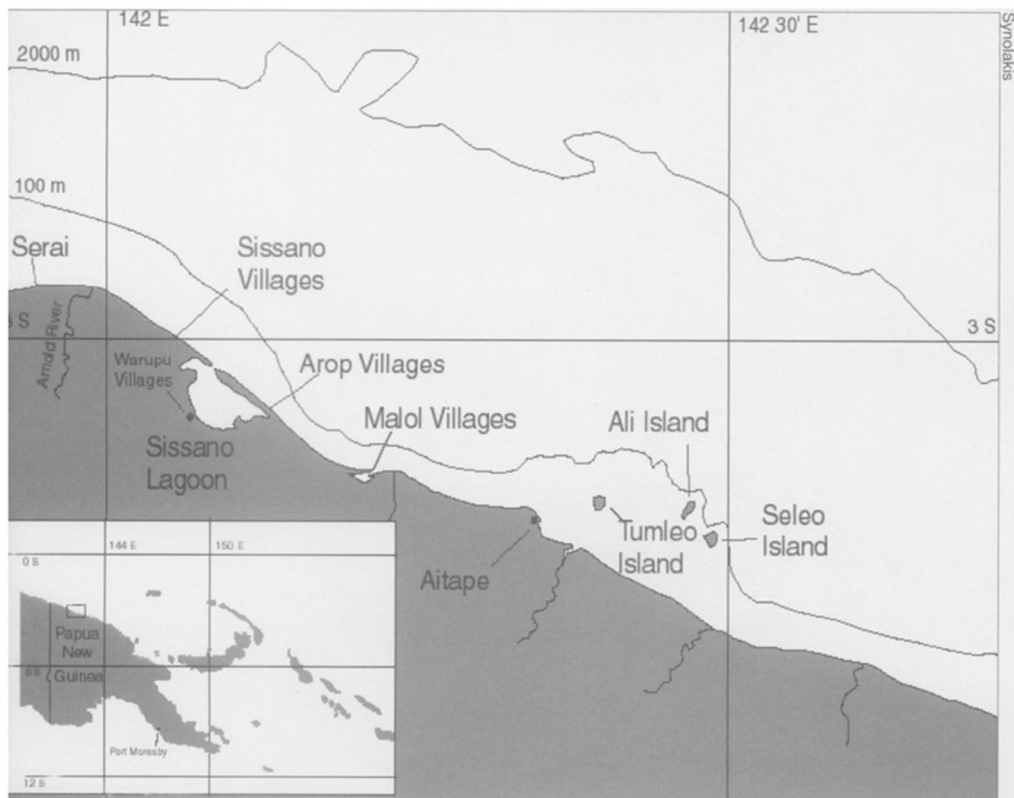 142 E
142 30' E
Synolakis
2000 m
100 m
Serai
Sissano
Villages
Arnold River
S
3 S
Warupu
Villages
Arop Villages
Malol Villages
Sissano
Lagoon
Ali Island
Tumleo
Island
Seleo
Island
Aitape
144 E
150 E
0 S
Papua
New
Guinea
Port Moresby
12 S